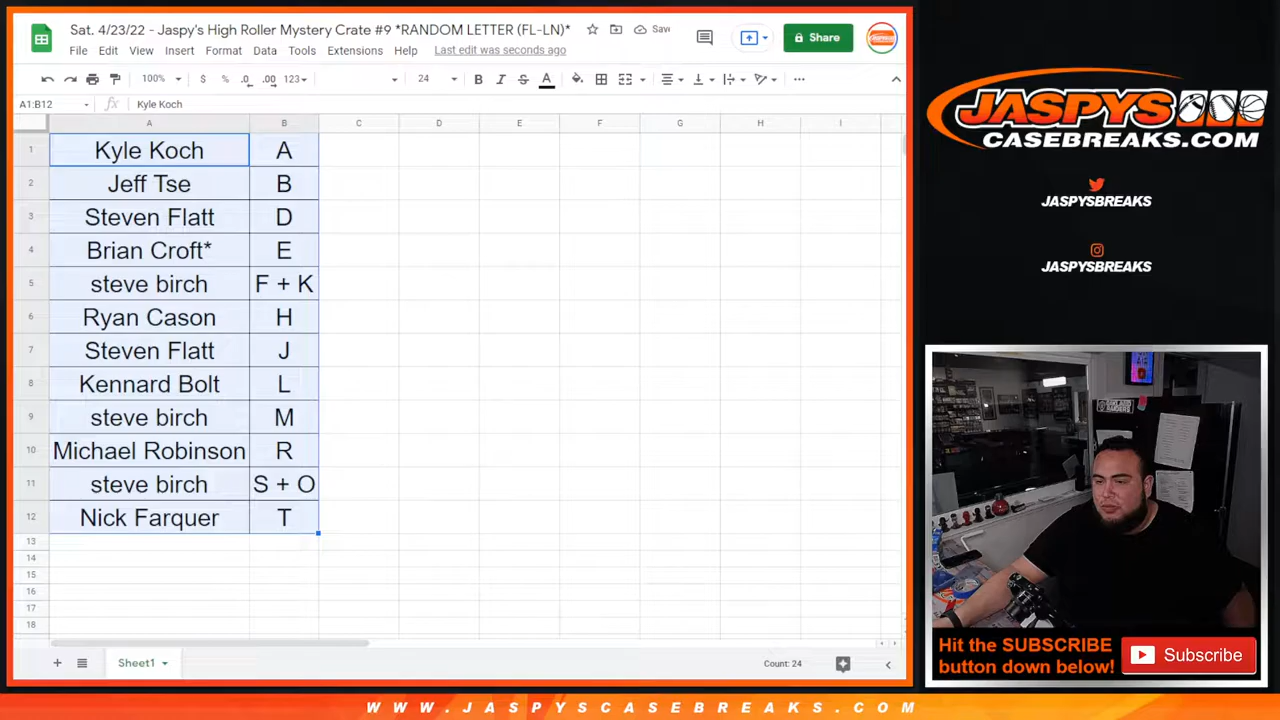 Sat. 4/23/22 - Jaspy's High Roller Mystery Crate #9 *RANDOM LETTER (FL-LN)*
Sav
Share
File Edit View Insert Format Data Tools Extensions Help Last edit was seconds ago
100% $ % .0 .00 123 24 B I S A
A1:B12 fx Kyle Koch
A B C D E F G H I
1 Kyle Koch A
2 Jeff Tse B
3 Steven Flatt D
4 Brian Croft* E
5 steve birch F + K
6 Ryan Cason H
7 Steven Flatt J
8 Kennard Bolt L
9 steve birch M
10 Michael Robinson R
11 steve birch S + O
12 Nick Farquer T
13
14
15
16
17
18
Sheet1
Count: 24
JASPYS
CASEBREAKS.COM
JASPYSBREAKS
JASPYSBREAKS
Hit the SUBSCRIBE
button down below!
Subscribe
WWW.JASPYSCASEBREAKS.COM